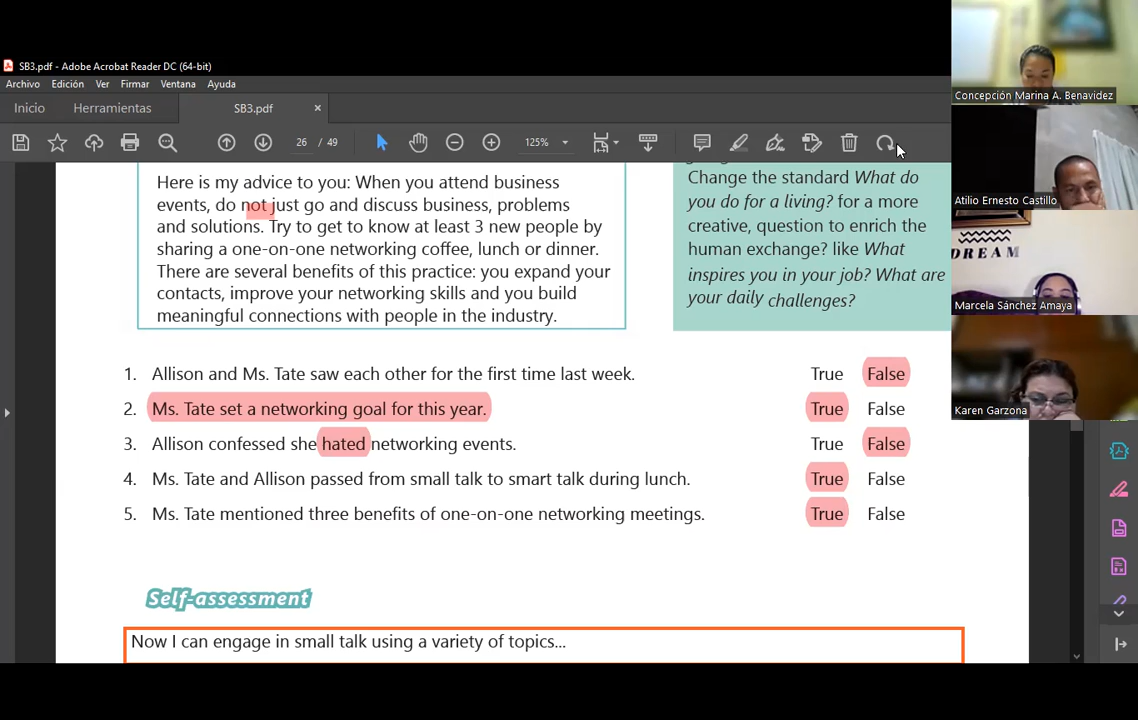 SB3.pdf - Adobe Acrobat Reader DC (64-bit)
Archivo Edición Ver Firmar Ventana Ayuda
Inicio Herramientas SB3.pdf ×
26 / 49 125%
Here is my advice to you: When you attend business
events, do not just go and discuss business, problems
and solutions. Try to get to know at least 3 new people by
sharing a one-on-one networking coffee, lunch or dinner.
There are several benefits of this practice: you expand your
contacts, improve your networking skills and you build
meaningful connections with people in the industry.
Change the standard What do
you do for a living? for a more
creative, question to enrich the
human exchange? like What
inspires you in your job? What are
your daily challenges?
1. Allison and Ms. Tate saw each other for the first time last week. True False
2. Ms. Tate set a networking goal for this year. True False
3. Allison confessed she hated networking events. True False
4. Ms. Tate and Allison passed from small talk to smart talk during lunch. True False
5. Ms. Tate mentioned three benefits of one-on-one networking meetings. True False
Self-assessment
Now I can engage in small talk using a variety of topics...
Concepción Marina A. Benavidez
Atilio Ernesto Castillo
DREAM
Marcela Sánchez Amaya
Karen Garzona